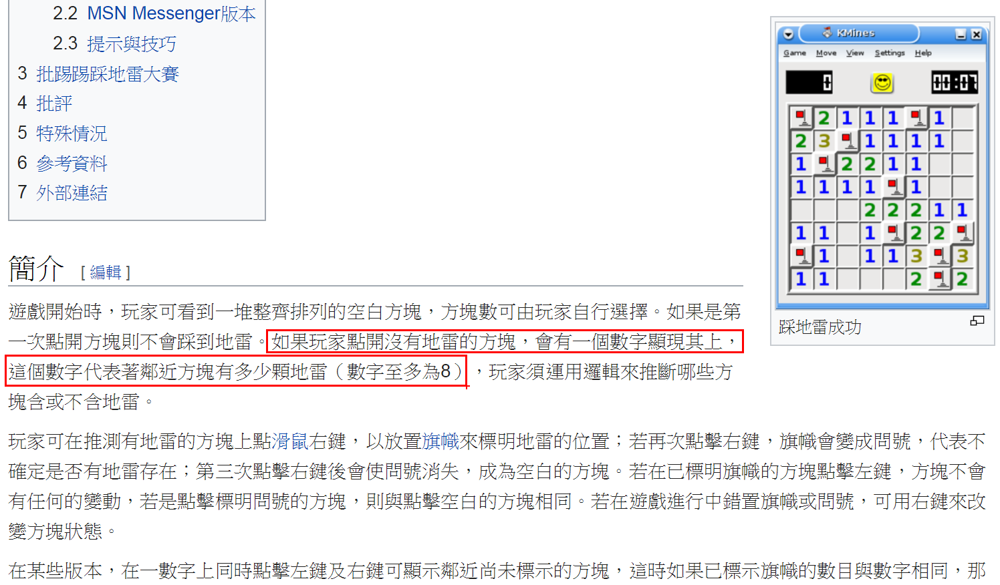 2.2 MSN Messenger版本
2.3 提示與技巧
3 批踢踢踩地雷大賽
4 批評
5 特殊情況
6 參考資料
7 外部連結
KMines
Game Move View Settings Help
0 00:07
2 1 1 1 1
2 3 1 1 1 1
1 2 2 1 1
1 1 1 1 1
2 2 2 1 1
1 1 1 2 2
1 1 1 3 3
1 1 2 2
踩地雷成功
簡介 [ 編輯 ]
遊戲開始時，玩家可看到一堆整齊排列的空白方塊，方塊數可由玩家自行選擇。如果是第
一次點開方塊則不會踩到地雷。如果玩家點開沒有地雷的方塊，會有一個數字顯現其上，
這個數字代表著鄰近方塊有多少顆地雷（數字至多為8），玩家須運用邏輯來推斷哪些方
塊含或不含地雷。
玩家可在推測有地雷的方塊上點滑鼠右鍵，以放置旗幟來標明地雷的位置；若再次點擊右鍵，旗幟會變成問號，代表不
確定是否有地雷存在；第三次點擊右鍵後會使問號消失，成為空白的方塊。若在已標明旗幟的方塊點擊左鍵，方塊不會
有任何的變動，若是點擊標明問號的方塊，則與點擊空白的方塊相同。若在遊戲進行中錯置旗幟或問號，可用右鍵來改
變方塊狀態。
在某些版本，在一數字上同時點擊左鍵及右鍵可顯示鄰近尚未標示的方塊，這時如果已標示旗幟的數目與數字相同，那